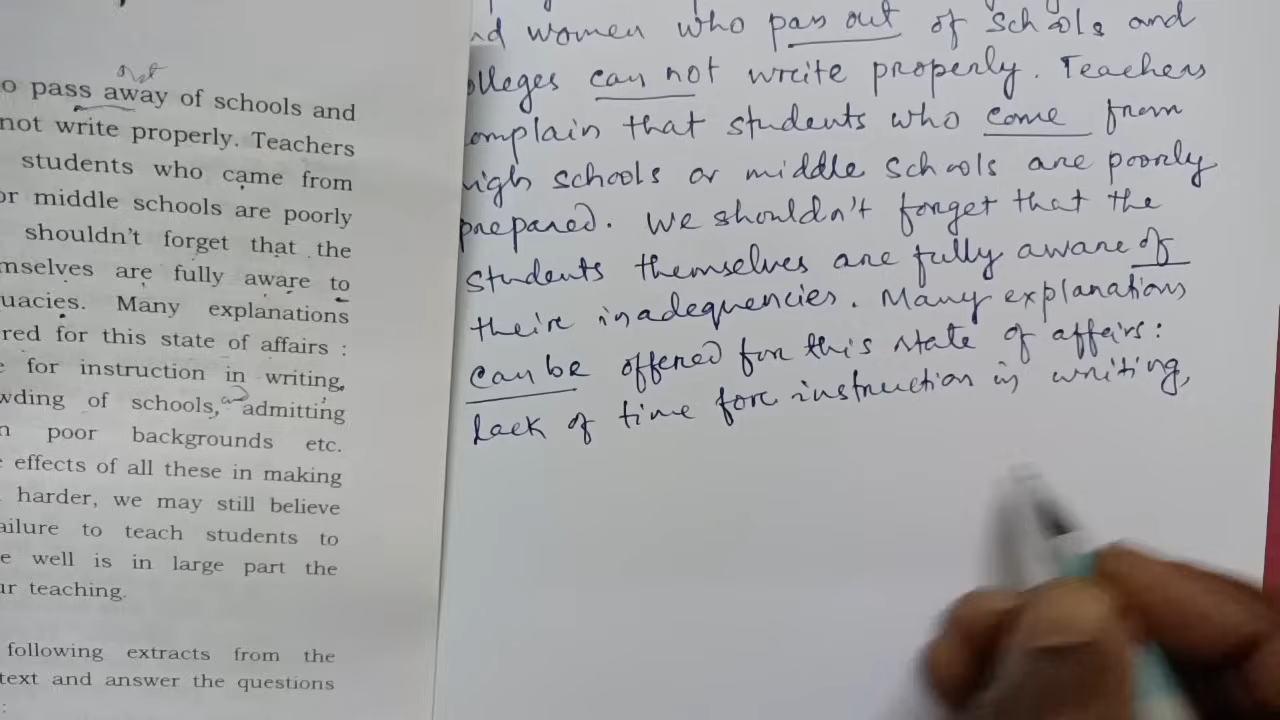 out
o pass away of schools and
not write properly. Teachers
students who came from
or middle schools are poorly
shouldn't forget that the
mselves are fully aware to
uacies. Many explanations
red for this state of affairs :
e for instruction in writing,
wding of schools, admitting
n poor backgrounds etc.
e effects of all these in making
harder, we may still believe
ailure to teach students to
e well is in large part the
ur teaching.
following extracts from the
text and answer the questions
:
nd women who pass out of schools and
olleges can not write properly. Teachers
omplain that students who come from
high schools or middle schools are poorly
prepared. We shouldn't forget that the
students themselves are fully aware of
their inadequencies. Many explanations
can be offered for this state of affairs:
lack of time for instruction in writing,